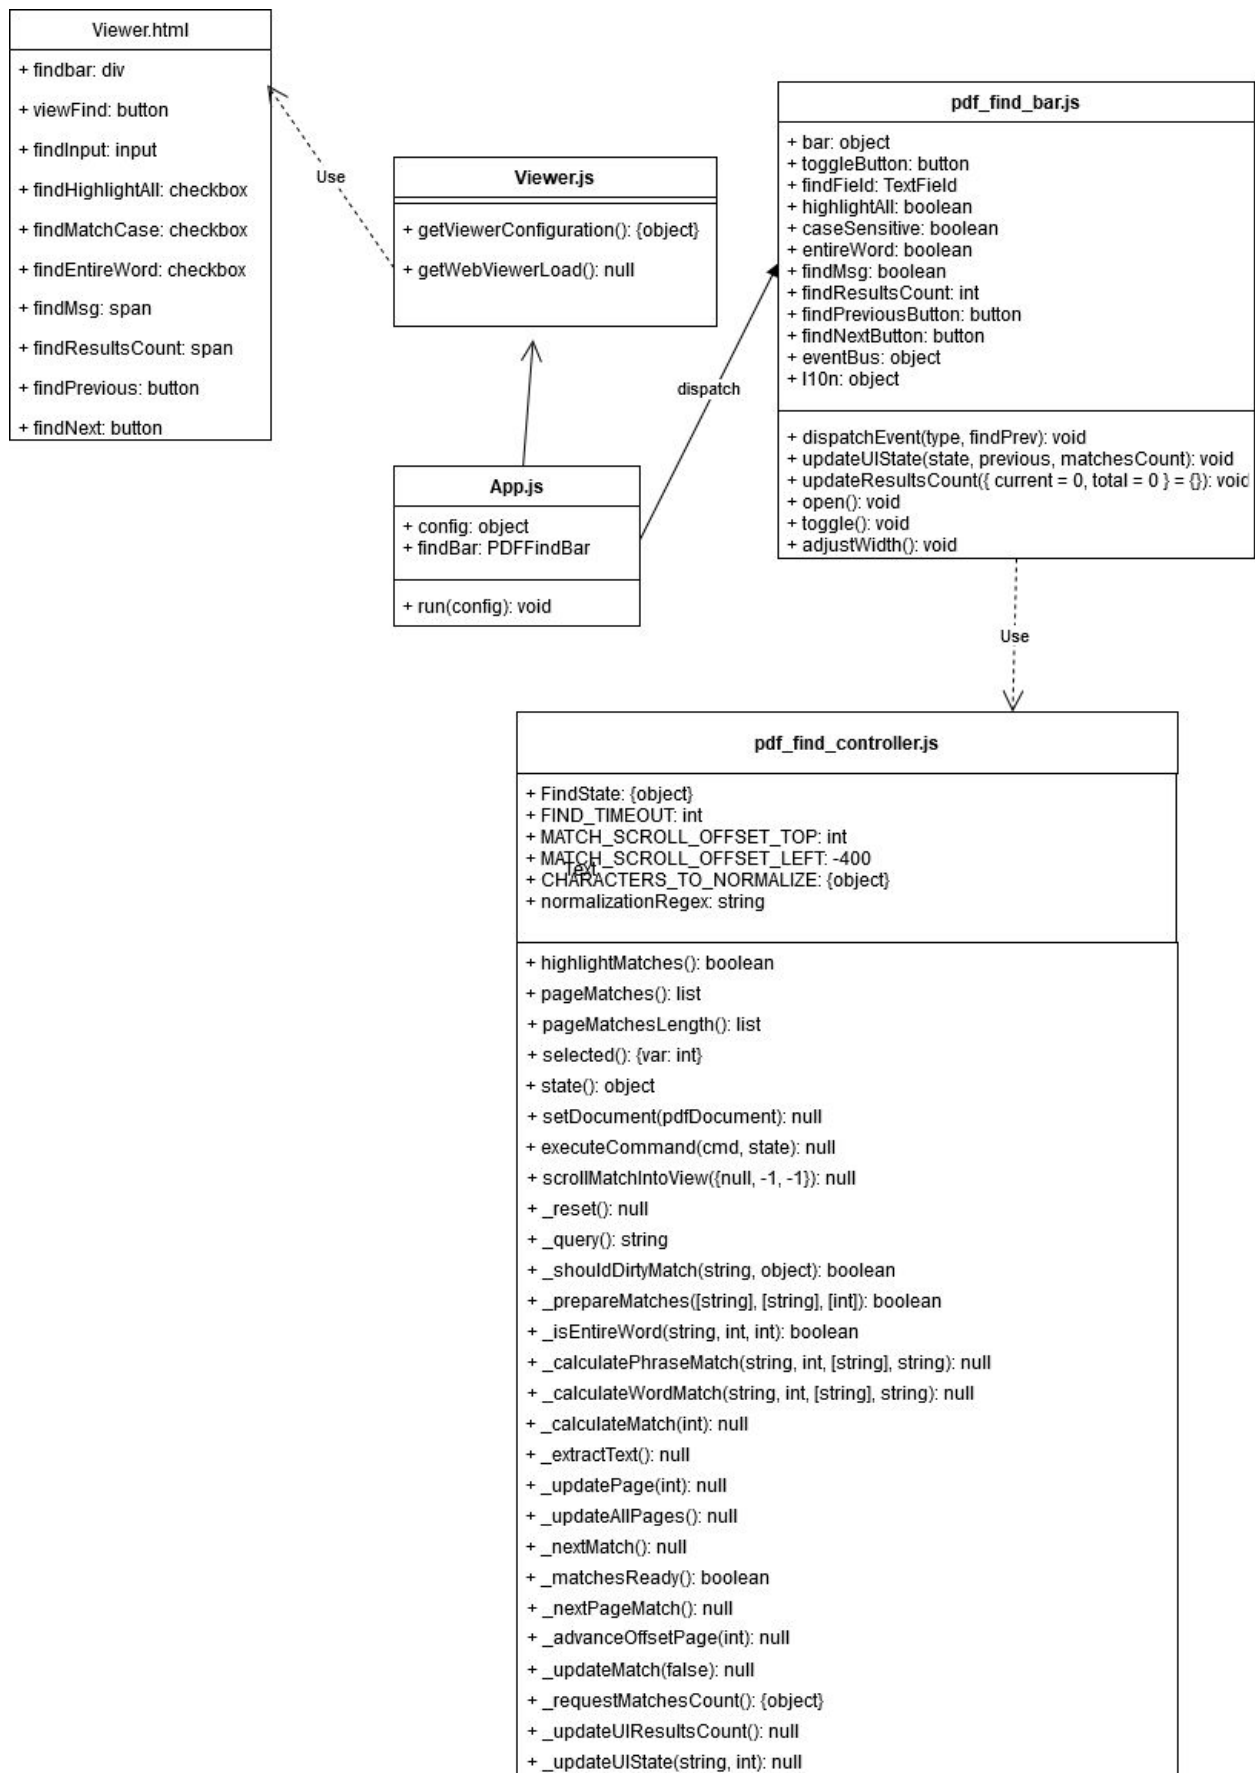 Viewer.html
+ findbar: div
+ viewFind: button
+ findInput: input
+ findHighlightAll: checkbox
+ findMatchCase: checkbox
+ findEntireWord: checkbox
+ findMsg: span
+ findResultsCount: span
+ findPrevious: button
+ findNext: button
Use
Viewer.js
+ getViewerConfiguration(): {object}
+ getWebViewerLoad(): null
App.js
+ config: object
+ findBar: PDFFindBar
+ run(config): void
dispatch
pdf_find_bar.js
+ bar: object
+ toggleButton: button
+ findField: TextField
+ highlightAll: boolean
+ caseSensitive: boolean
+ entireWord: boolean
+ findMsg: boolean
+ findResultsCount: int
+ findPreviousButton: button
+ findNextButton: button
+ eventBus: object
+ l10n: object
+ dispatchEvent(type, findPrev): void
+ updateUIState(state, previous, matchesCount): void
+ updateResultsCount({ current = 0, total = 0 } = {}): void
+ open(): void
+ toggle(): void
+ adjustWidth(): void
Use
pdf_find_controller.js
+ FindState: {object}
+ FIND_TIMEOUT: int
+ MATCH_SCROLL_OFFSET_TOP: int
+ MATCH_SCROLL_OFFSET_LEFT: -400
Text
+ CHARACTERS_TO_NORMALIZE: {object}
+ normalizationRegex: string
+ highlightMatches(): boolean
+ pageMatches(): list
+ pageMatchesLength(): list
+ selected(): {var: int}
+ state(): object
+ setDocument(pdfDocument): null
+ executeCommand(cmd, state): null
+ scrollMatchIntoView({null, -1, -1}): null
+ _reset(): null
+ _query(): string
+ _shouldDirtyMatch(string, object): boolean
+ _prepareMatches([string], [string], [int]): boolean
+ _isEntireWord(string, int, int): boolean
+ _calculatePhraseMatch(string, int, [string], string): null
+ _calculateWordMatch(string, int, [string], string): null
+ _calculateMatch(int): null
+ _extractText(): null
+ _updatePage(int): null
+ _updateAllPages(): null
+ _nextMatch(): null
+ _matchesReady(): boolean
+ _nextPageMatch(): null
+ _advanceOffsetPage(int): null
+ _updateMatch(false): null
+ _requestMatchesCount(): {object}
+ _updateUIResultsCount(): null
+ _updateUIState(string, int): null